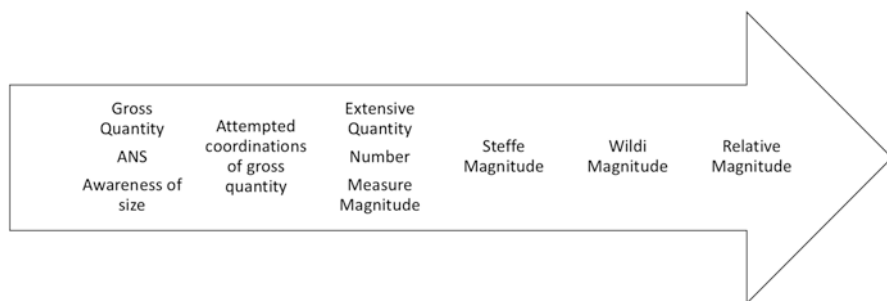 Gross
Quantity
ANS
Awareness of
size
Attempted
coordinations
of gross
quantity
Extensive
Quantity
Number
Measure
Magnitude
Steffe
Magnitude
Wildi
Magnitude
Relative
Magnitude